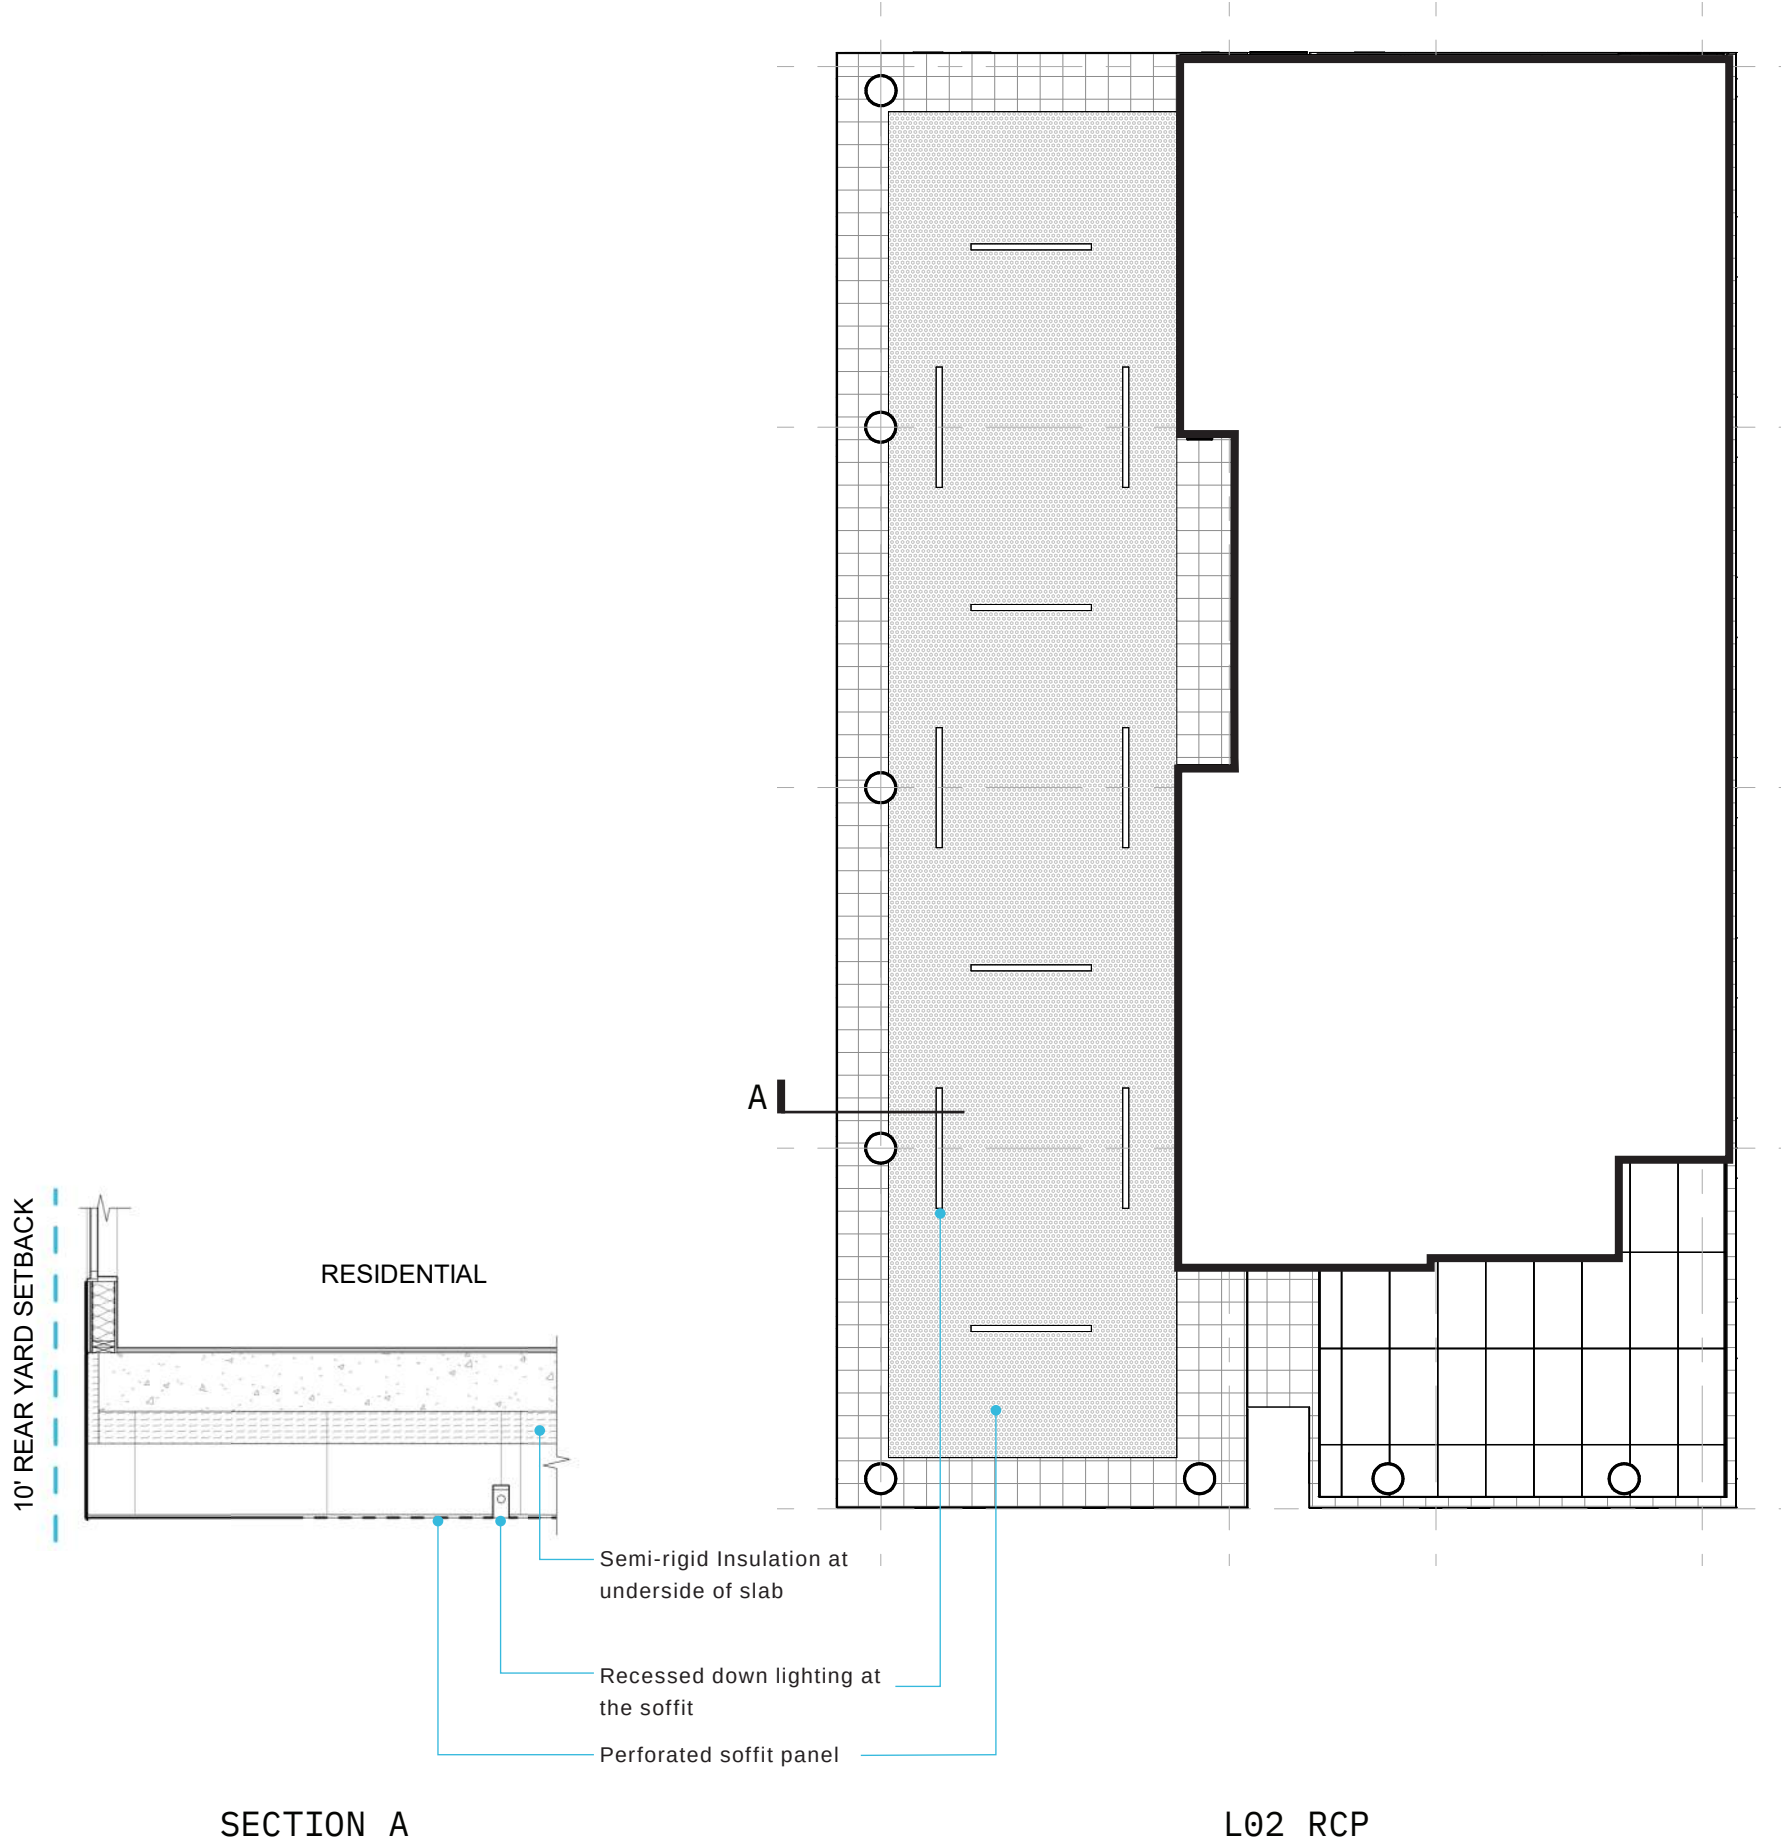 A
10' REAR YARD SETBACK
RESIDENTIAL
Semi-rigid Insulation at
underside of slab
Recessed down lighting at
the soffit
Perforated soffit panel
SECTION A
L02 RCP